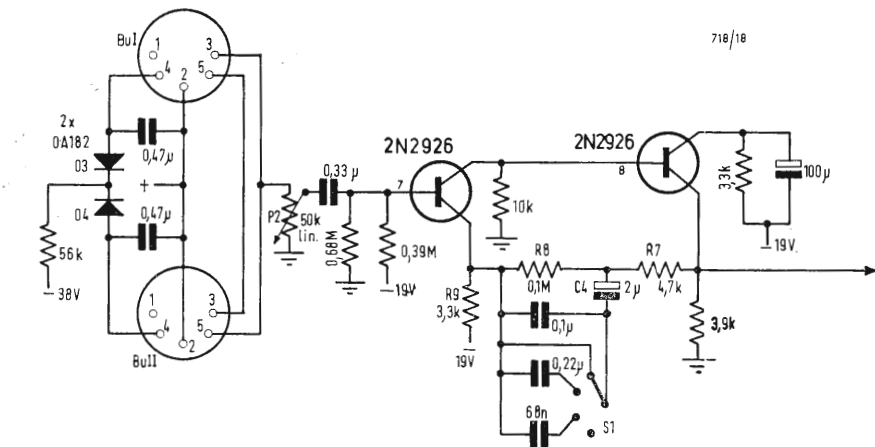 BuI
1
3
4
5
2
718/18
2x
OA182
D3
0,47µ
+
D4
0,47µ
56k
—38V
1
3
4
5
2
BuII
P2
50k
lin.
0,33µ
0,68M
0,39M
—19V
7
2N2926
10k
2N2926
8
3,3k
100µ
—19V
R8
0,1M
R7
4,7k
C4
2µ
R9
3,3k
—19V
0,1µ
0,22µ
68n
S1
3,9k